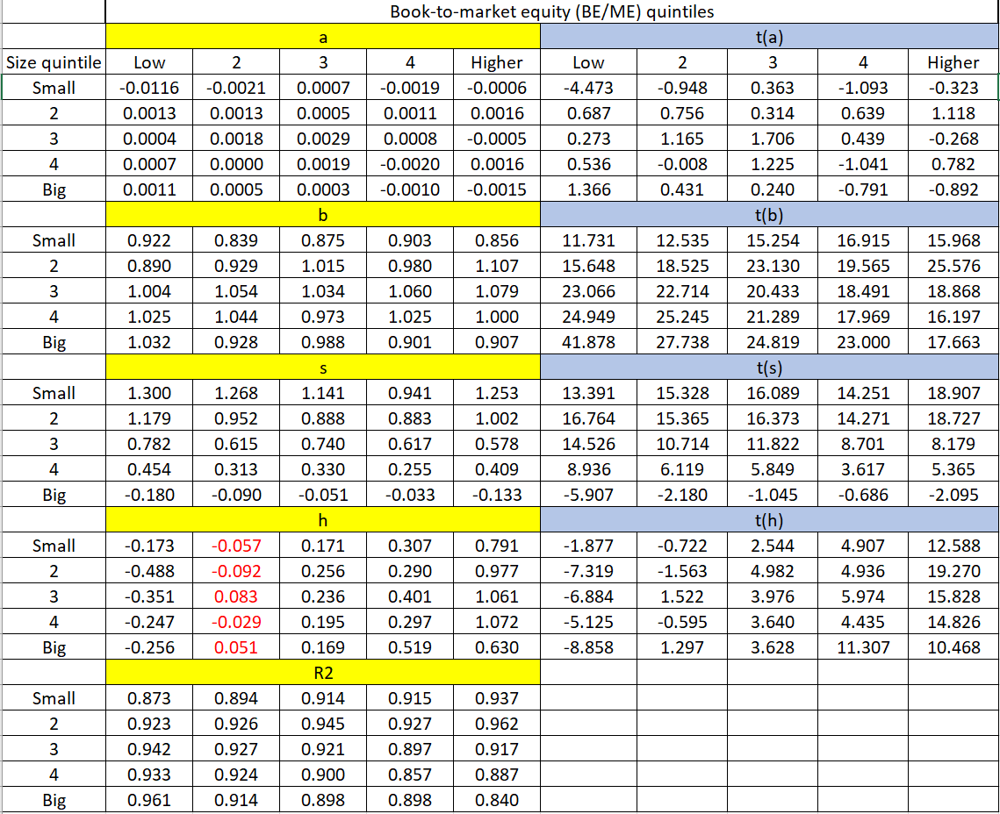 Book-to-market equity (BE/ME) quintiles
a t(a)
Size quintile Low 2 3 4 Higher Low 2 3 4 Higher
Small -0.0116 -0.0021 0.0007 -0.0019 -0.0006 -4.473 -0.948 0.363 -1.093 -0.323
2 0.0013 0.0013 0.0005 0.0011 0.0016 0.687 0.756 0.314 0.639 1.118
3 0.0004 0.0018 0.0029 0.0008 -0.0005 0.273 1.165 1.706 0.439 -0.268
4 0.0007 0.0000 0.0019 -0.0020 0.0016 0.536 -0.008 1.225 -1.041 0.782
Big 0.0011 0.0005 0.0003 -0.0010 -0.0015 1.366 0.431 0.240 -0.791 -0.892
b t(b)
Small 0.922 0.839 0.875 0.903 0.856 11.731 12.535 15.254 16.915 15.968
2 0.890 0.929 1.015 0.980 1.107 15.648 18.525 23.130 19.565 25.576
3 1.004 1.054 1.034 1.060 1.079 23.066 22.714 20.433 18.491 18.868
4 1.025 1.044 0.973 1.025 1.000 24.949 25.245 21.289 17.969 16.197
Big 1.032 0.928 0.988 0.901 0.907 41.878 27.738 24.819 23.000 17.663
s t(s)
Small 1.300 1.268 1.141 0.941 1.253 13.391 15.328 16.089 14.251 18.907
2 1.179 0.952 0.888 0.883 1.002 16.764 15.365 16.373 14.271 18.727
3 0.782 0.615 0.740 0.617 0.578 14.526 10.714 11.822 8.701 8.179
4 0.454 0.313 0.330 0.255 0.409 8.936 6.119 5.849 3.617 5.365
Big -0.180 -0.090 -0.051 -0.033 -0.133 -5.907 -2.180 -1.045 -0.686 -2.095
h t(h)
Small -0.173 -0.057 0.171 0.307 0.791 -1.877 -0.722 2.544 4.907 12.588
2 -0.488 -0.092 0.256 0.290 0.977 -7.319 -1.563 4.982 4.936 19.270
3 -0.351 0.083 0.236 0.401 1.061 -6.884 1.522 3.976 5.974 15.828
4 -0.247 -0.029 0.195 0.297 1.072 -5.125 -0.595 3.640 4.435 14.826
Big -0.256 0.051 0.169 0.519 0.630 -8.858 1.297 3.628 11.307 10.468
R2
Small 0.873 0.894 0.914 0.915 0.937
2 0.923 0.926 0.945 0.927 0.962
3 0.942 0.927 0.921 0.897 0.917
4 0.933 0.924 0.900 0.857 0.887
Big 0.961 0.914 0.898 0.898 0.840